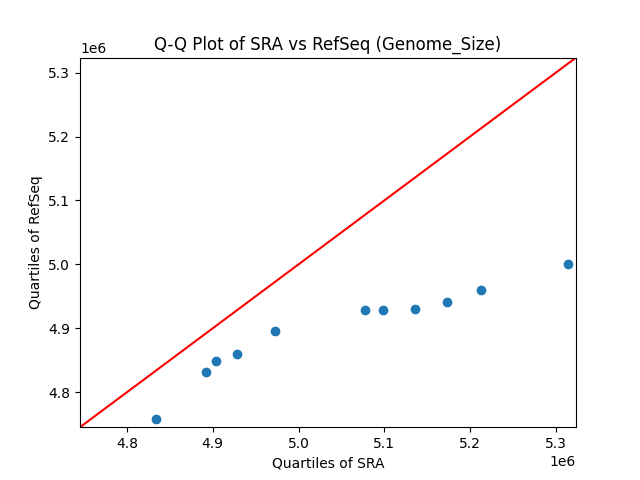 Q-Q Plot of SRA vs RefSeq (Genome_Size)
1e6
5.3
5.2
5.1
5.0
4.9
4.8
Quartiles of RefSeq
4.8 4.9 5.0 5.1 5.2 5.3
1e6
Quartiles of SRA